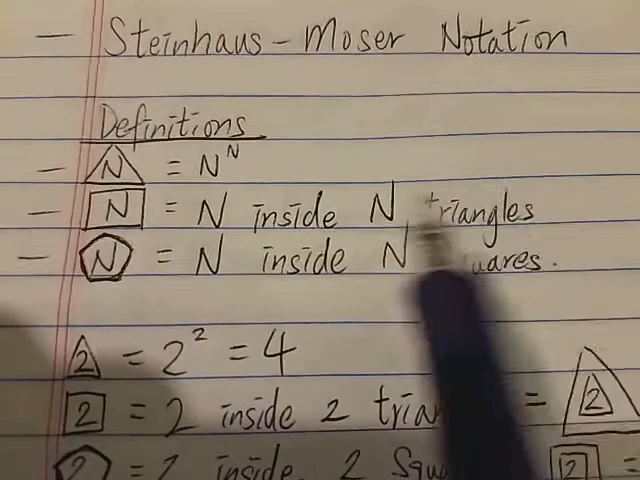 - Steinhaus-Moser Notation
Definitions
- N = N^N
- N = N inside N triangles
- N = N inside N
2 = 2² = 4
2 = 2 inside 2 = 2
2 = 2 inside 2 2 =